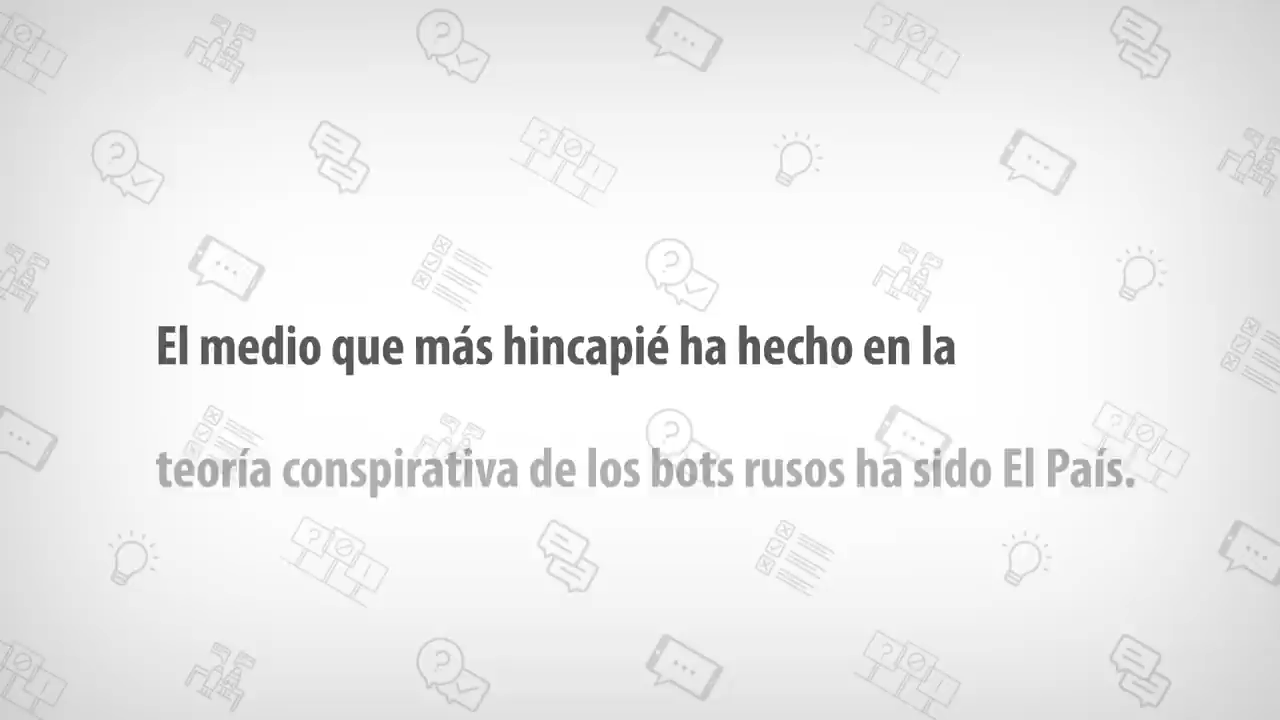 El medio que más hincapié ha hecho en la
teoría conspirativa de los bots rusos ha sido El País.